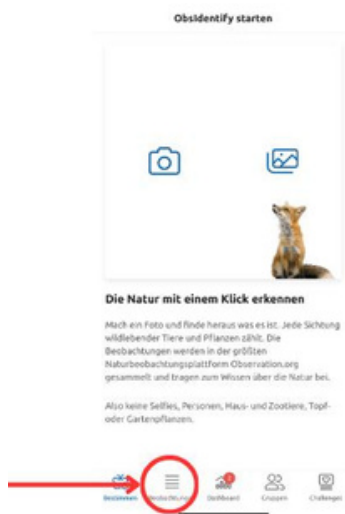 ObsIdentify starten
Die Natur mit einem Klick erkennen
Mach ein Foto und finde heraus was es ist. Jede Sichtung
wildlebender Tiere und Pflanzen zählt. Die
Beobachtungen werden in der größten
Naturbeobachtungsplattform Observation.org
gesammelt und tragen zum Wissen über die Natur bei.
Also keine Selfies, Personen, Haus- und Zootiere, Topf-
oder Gartenpflanzen.
Bestimmen Beobachtungen Dashboard Gruppen Challenges